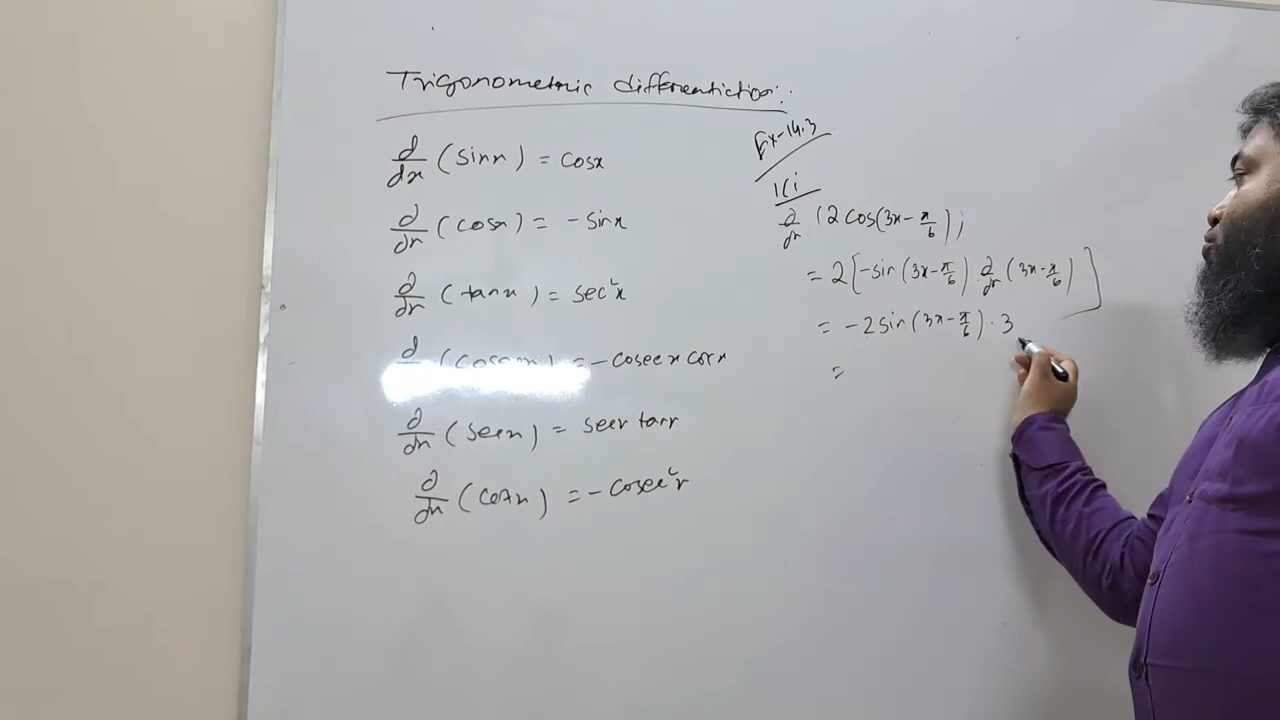 Trigonometric differentiation:
d/dx (sinx) = cosx
d/dx (cosx) = -sinx
d/dx (tanx) = sec²x
d (cosecx) = -cosecx cotx
d/dx (secx) = secx tanx
d/dx (cotx) = -cosec²x
Ex-14.3
1(i
d/dx (2cos(3x-π/6))
= 2[-sin(3x-π/6) · d/dx(3x-π/6)]
= -2sin(3x-π/6)·3
=